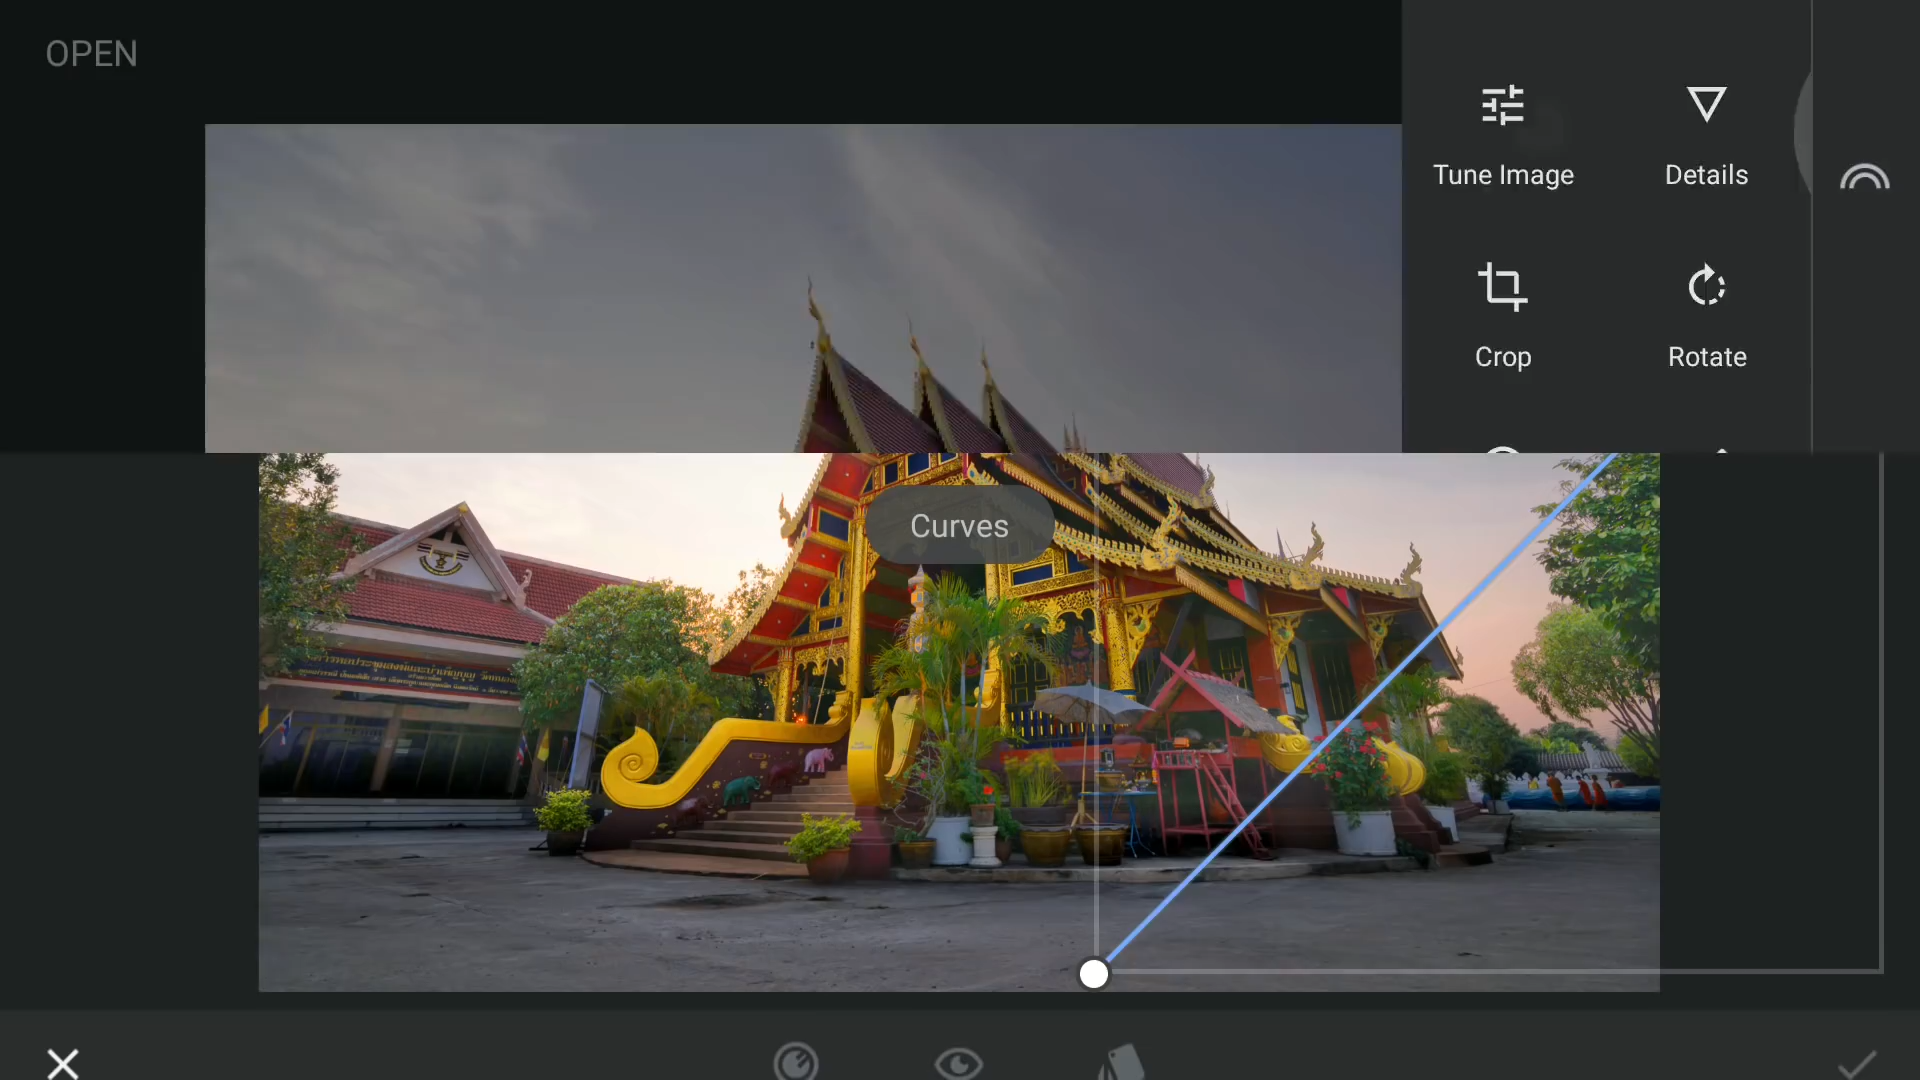 OPEN
Tune Image
Details
Crop
Rotate
Curves